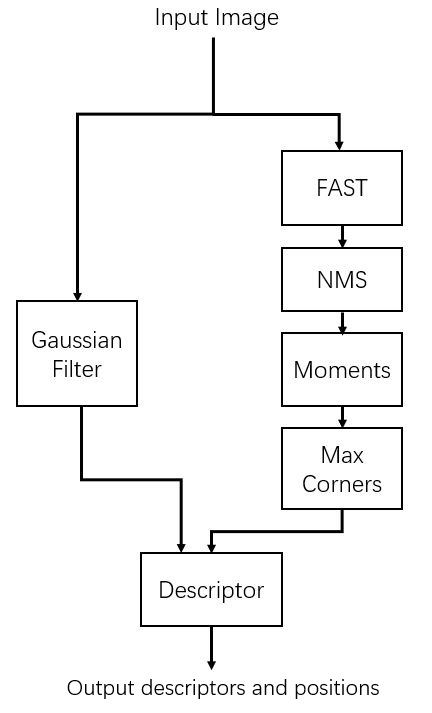 Input Image
FAST
NMS
Gaussian
Filter
Moments
Max
Corners
Descriptor
Output descriptors and positions